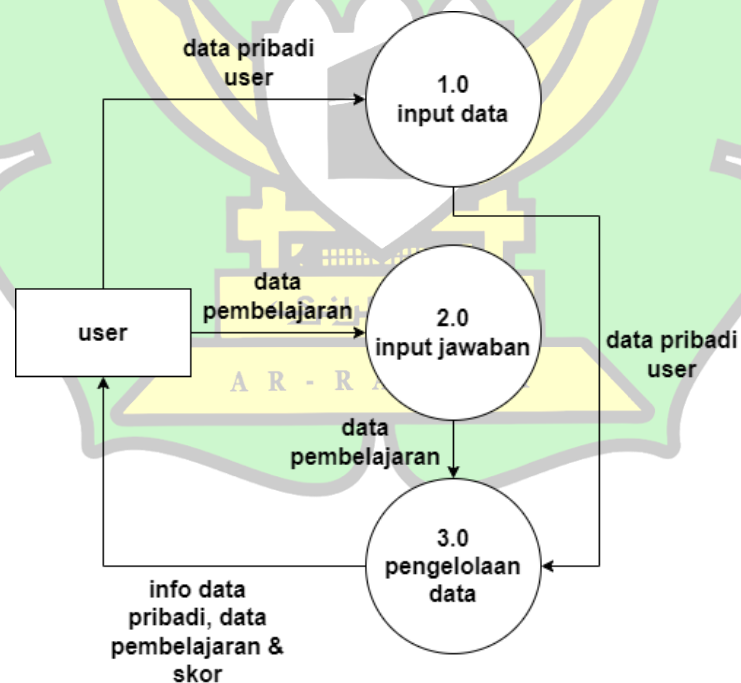 data pribadi
user
1.0
input data
data
pembelajaran
user
2.0
input jawaban
data pribadi
user
A R - R A
data
pembelajaran
3.0
pengelolaan
data
info data
pribadi, data
pembelajaran &
skor